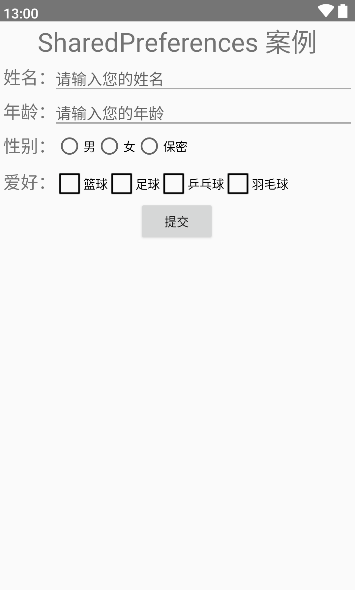 13:00
SharedPreferences 案例
姓名： 请输入您的姓名
年龄： 请输入您的年龄
性别： 男 女 保密
爱好： 篮球 足球 乒乓球 羽毛球
提交